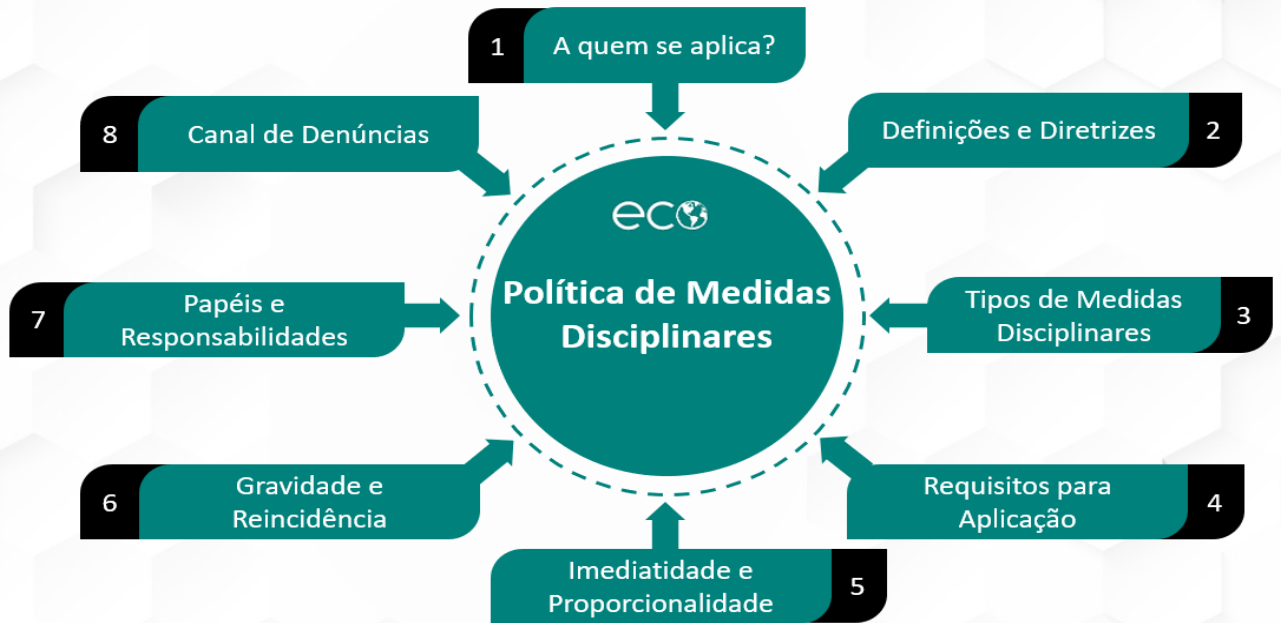 1
A quem se aplica?
2
Definições e Diretrizes
3
Tipos de Medidas
Disciplinares
4
Requisitos para
Aplicação
5
Imediatidade e
Proporcionalidade
6
Gravidade e
Reincidência
7
Papéis e
Responsabilidades
8
Canal de Denúncias
eco
Política de Medidas
Disciplinares